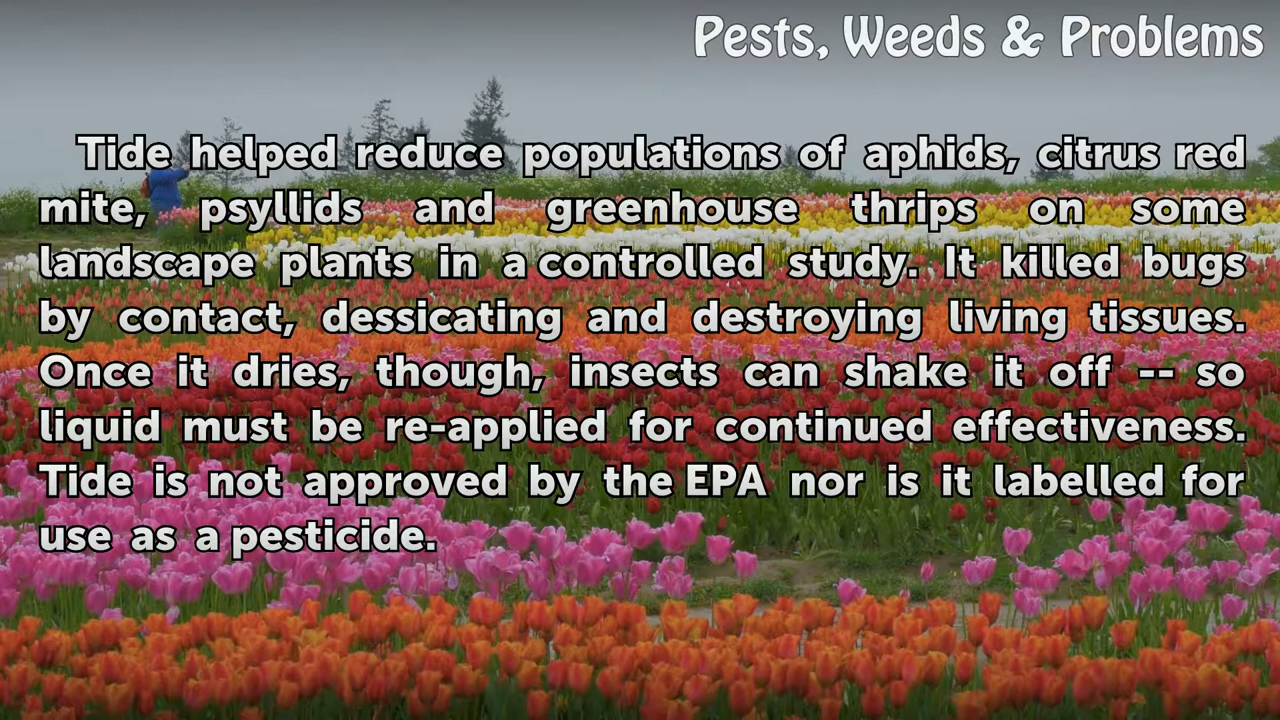 Pests, Weeds & Problems
Tide helped reduce populations of aphids, citrus red
mite, psyllids and greenhouse thrips on some
landscape plants in a controlled study. It killed bugs
by contact, dessicating and destroying living tissues.
Once it dries, though, insects can shake it off -- so
liquid must be re-applied for continued effectiveness.
Tide is not approved by the EPA nor is it labelled for
use as a pesticide.